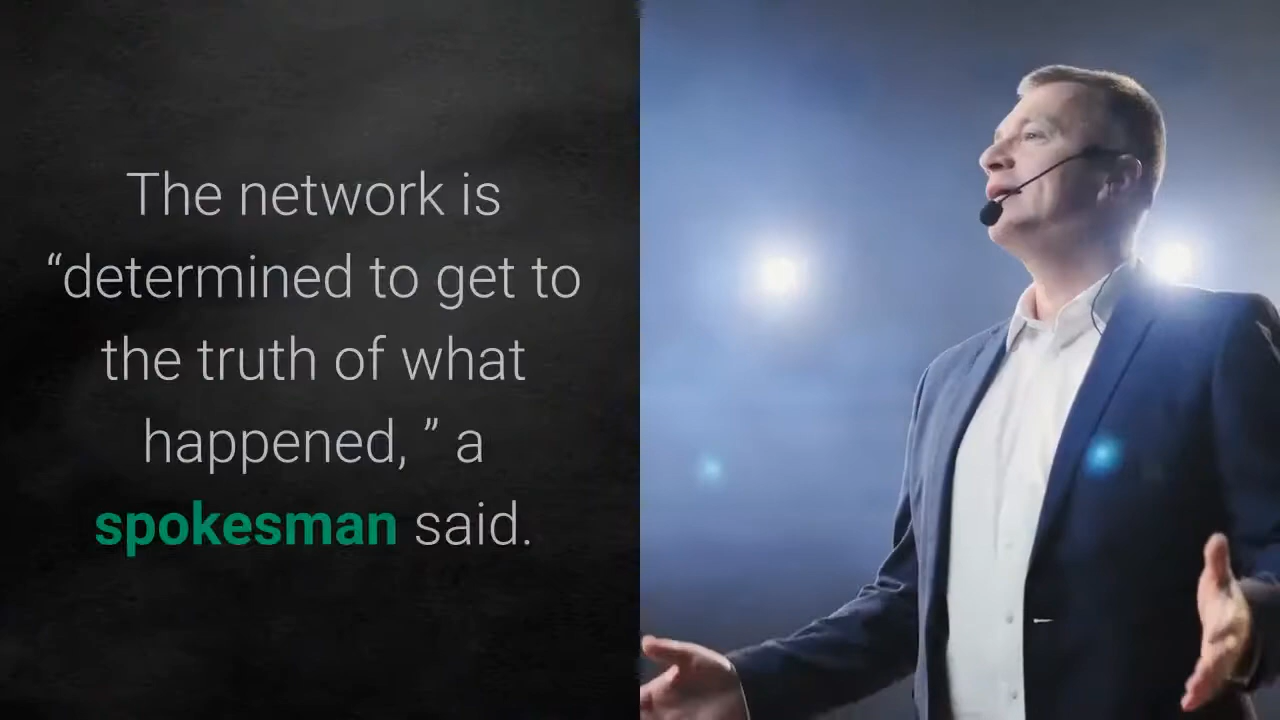 The network is
“determined to get to
the truth of what
happened, ” a
spokesman said.